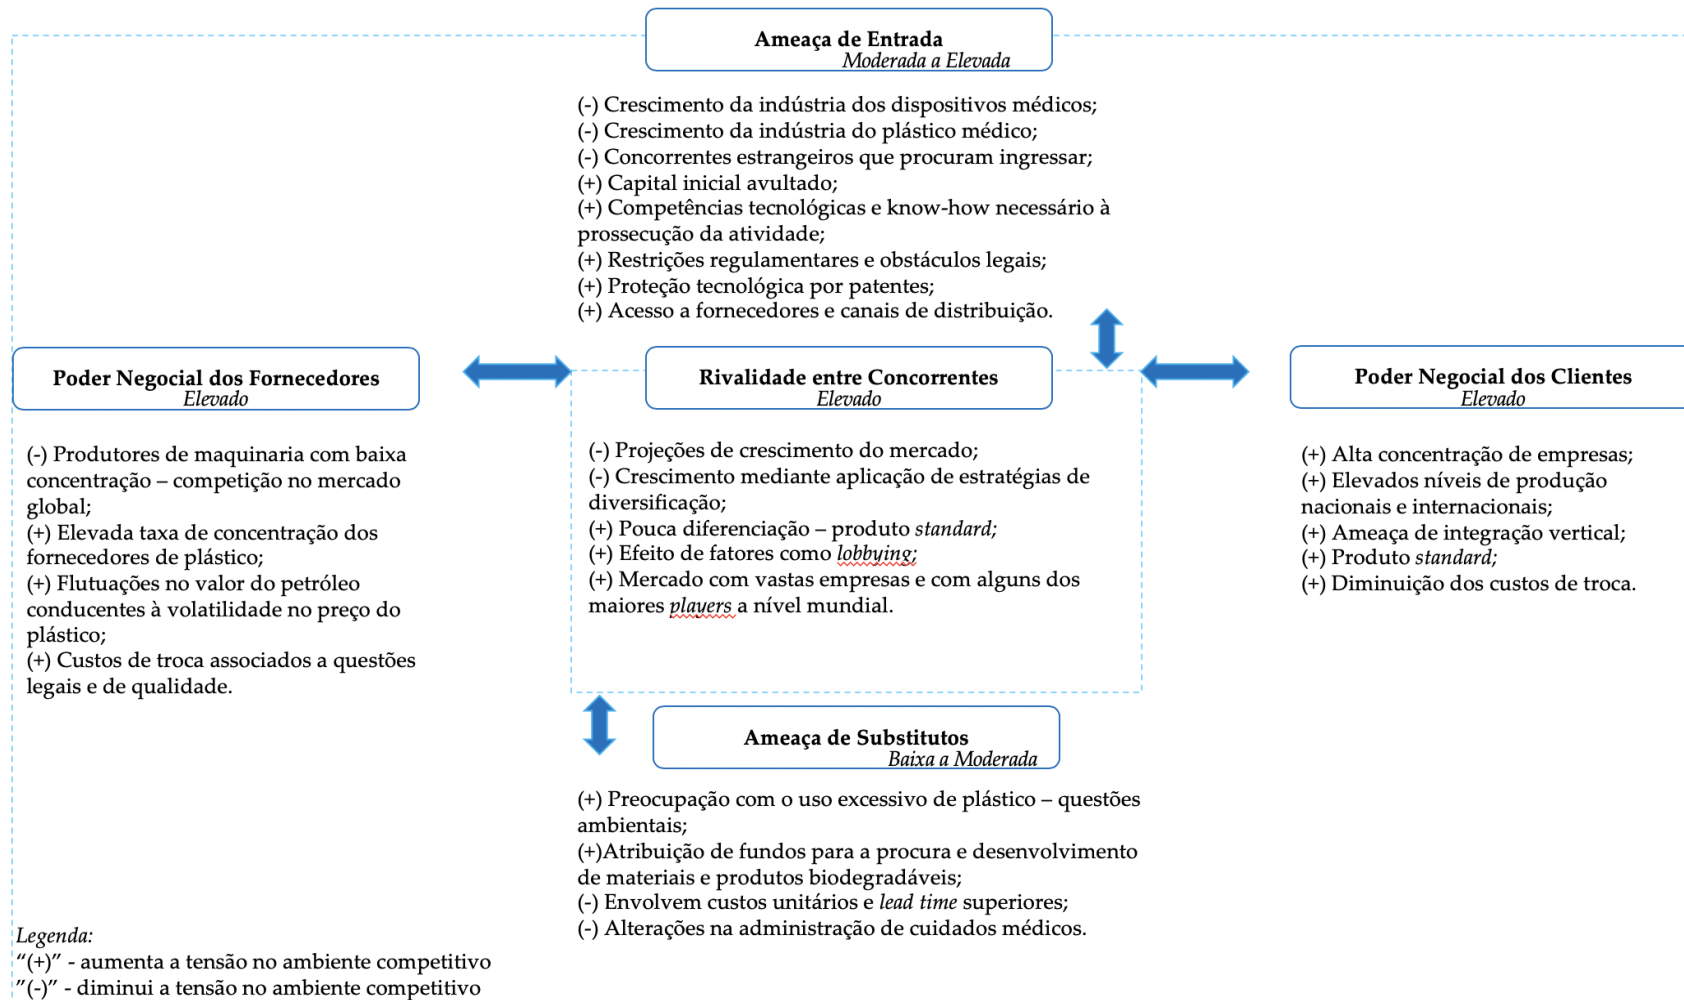 Ameaça de Entrada
Moderada a Elevada
(-) Crescimento da indústria dos dispositivos médicos;
(-) Crescimento da indústria do plástico médico;
(-) Concorrentes estrangeiros que procuram ingressar;
(+) Capital inicial avultado;
(+) Competências tecnológicas e know-how necessário à
prossecução da atividade;
(+) Restrições regulamentares e obstáculos legais;
(+) Proteção tecnológica por patentes;
(+) Acesso a fornecedores e canais de distribuição.
Poder Negocial dos Fornecedores
Elevado
(-) Produtores de maquinaria com baixa
concentração – competição no mercado
global;
(+) Elevada taxa de concentração dos
fornecedores de plástico;
(+) Flutuações no valor do petróleo
conducentes à volatilidade no preço do
plástico;
(+) Custos de troca associados a questões
legais e de qualidade.
Rivalidade entre Concorrentes
Elevado
(-) Projeções de crescimento do mercado;
(-) Crescimento mediante aplicação de estratégias de
diversificação;
(+) Pouca diferenciação – produto standard;
(+) Efeito de fatores como lobbying;
(+) Mercado com vastas empresas e com alguns dos
maiores players a nível mundial.
Poder Negocial dos Clientes
Elevado
(+) Alta concentração de empresas;
(+) Elevados níveis de produção
nacionais e internacionais;
(+) Ameaça de integração vertical;
(+) Produto standard;
(+) Diminuição dos custos de troca.
Ameaça de Substitutos
Baixa a Moderada
(+) Preocupação com o uso excessivo de plástico – questões
ambientais;
(+)Atribuição de fundos para a procura e desenvolvimento
de materiais e produtos biodegradáveis;
(-) Envolvem custos unitários e lead time superiores;
(-) Alterações na administração de cuidados médicos.
Legenda:
“(+)” - aumenta a tensão no ambiente competitivo
”(-)” - diminui a tensão no ambiente competitivo